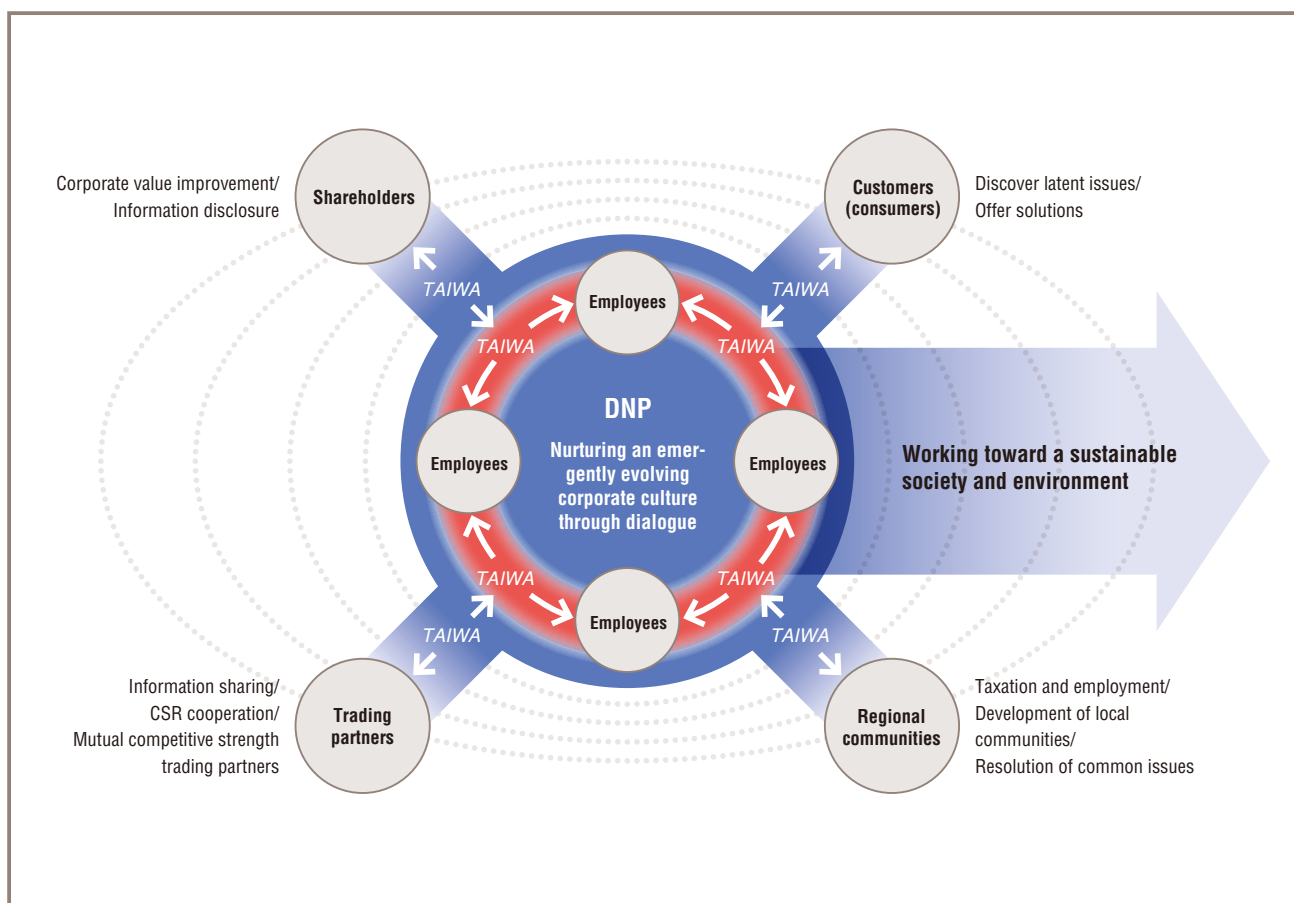 Corporate value improvement/
Information disclosure
Shareholders
Customers
(consumers)
Discover latent issues/
Offer solutions
TAIWA
TAIWA
Employees
TAIWA
TAIWA
DNP
Nurturing an emer-
gently evolving
corporate culture
through dialogue
Employees
Employees
Working toward a sustainable
society and environment
TAIWA
TAIWA
Employees
TAIWA
TAIWA
Information sharing/
CSR cooperation/
Mutual competitive strength
trading partners
Trading
partners
Regional
communities
Taxation and employment/
Development of local
communities/
Resolution of common issues